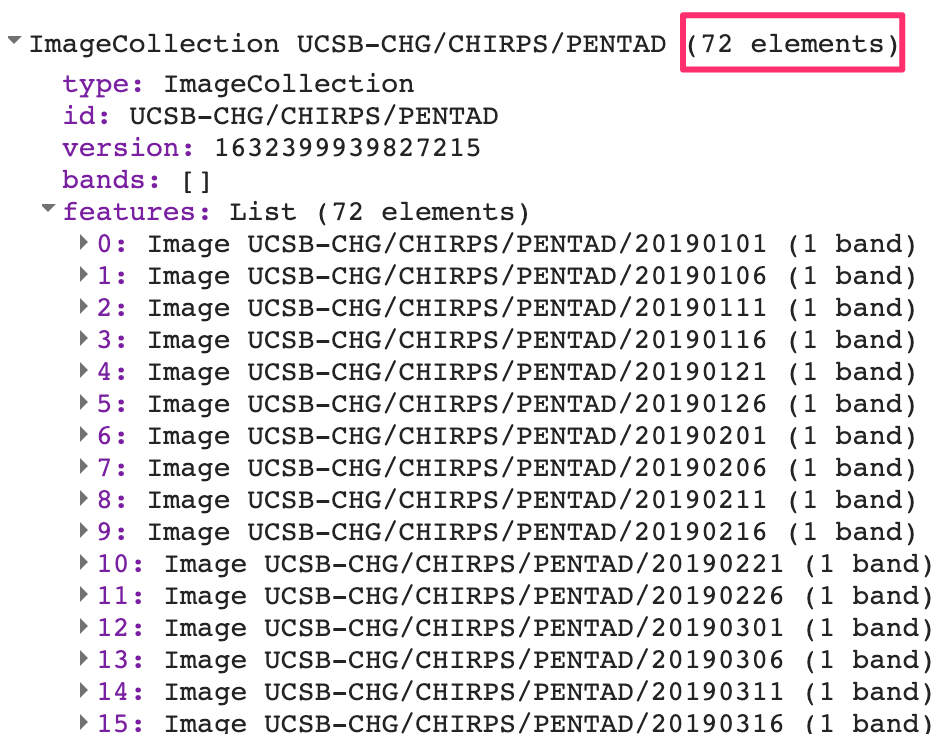 ImageCollection UCSB-CHG/CHIRPS/PENTAD (72 elements)
type: ImageCollection
id: UCSB-CHG/CHIRPS/PENTAD
version: 1632399939827215
bands: []
features: List (72 elements)
0: Image UCSB-CHG/CHIRPS/PENTAD/20190101 (1 band)
1: Image UCSB-CHG/CHIRPS/PENTAD/20190106 (1 band)
2: Image UCSB-CHG/CHIRPS/PENTAD/20190111 (1 band)
3: Image UCSB-CHG/CHIRPS/PENTAD/20190116 (1 band)
4: Image UCSB-CHG/CHIRPS/PENTAD/20190121 (1 band)
5: Image UCSB-CHG/CHIRPS/PENTAD/20190126 (1 band)
6: Image UCSB-CHG/CHIRPS/PENTAD/20190201 (1 band)
7: Image UCSB-CHG/CHIRPS/PENTAD/20190206 (1 band)
8: Image UCSB-CHG/CHIRPS/PENTAD/20190211 (1 band)
9: Image UCSB-CHG/CHIRPS/PENTAD/20190216 (1 band)
10: Image UCSB-CHG/CHIRPS/PENTAD/20190221 (1 band)
11: Image UCSB-CHG/CHIRPS/PENTAD/20190226 (1 band)
12: Image UCSB-CHG/CHIRPS/PENTAD/20190301 (1 band)
13: Image UCSB-CHG/CHIRPS/PENTAD/20190306 (1 band)
14: Image UCSB-CHG/CHIRPS/PENTAD/20190311 (1 band)
15: Image UCSB-CHG/CHIRPS/PENTAD/20190316 (1 band)